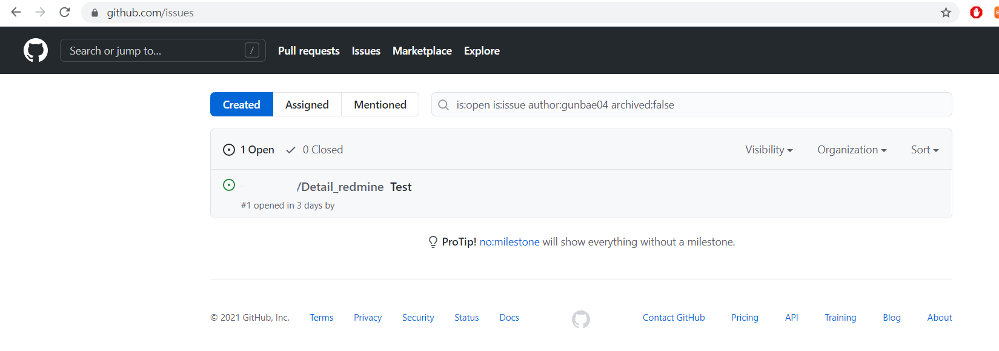 github.com/issues
Search or jump to... /
Pull requests Issues Marketplace Explore
Created Assigned Mentioned
is:open is:issue author:gunbae04 archived:false
1 Open 0 Closed Visibility Organization Sort
/Detail_redmine Test
#1 opened in 3 days by
ProTip! no:milestone will show everything without a milestone.
© 2021 GitHub, Inc. Terms Privacy Security Status Docs Contact GitHub Pricing API Training Blog About